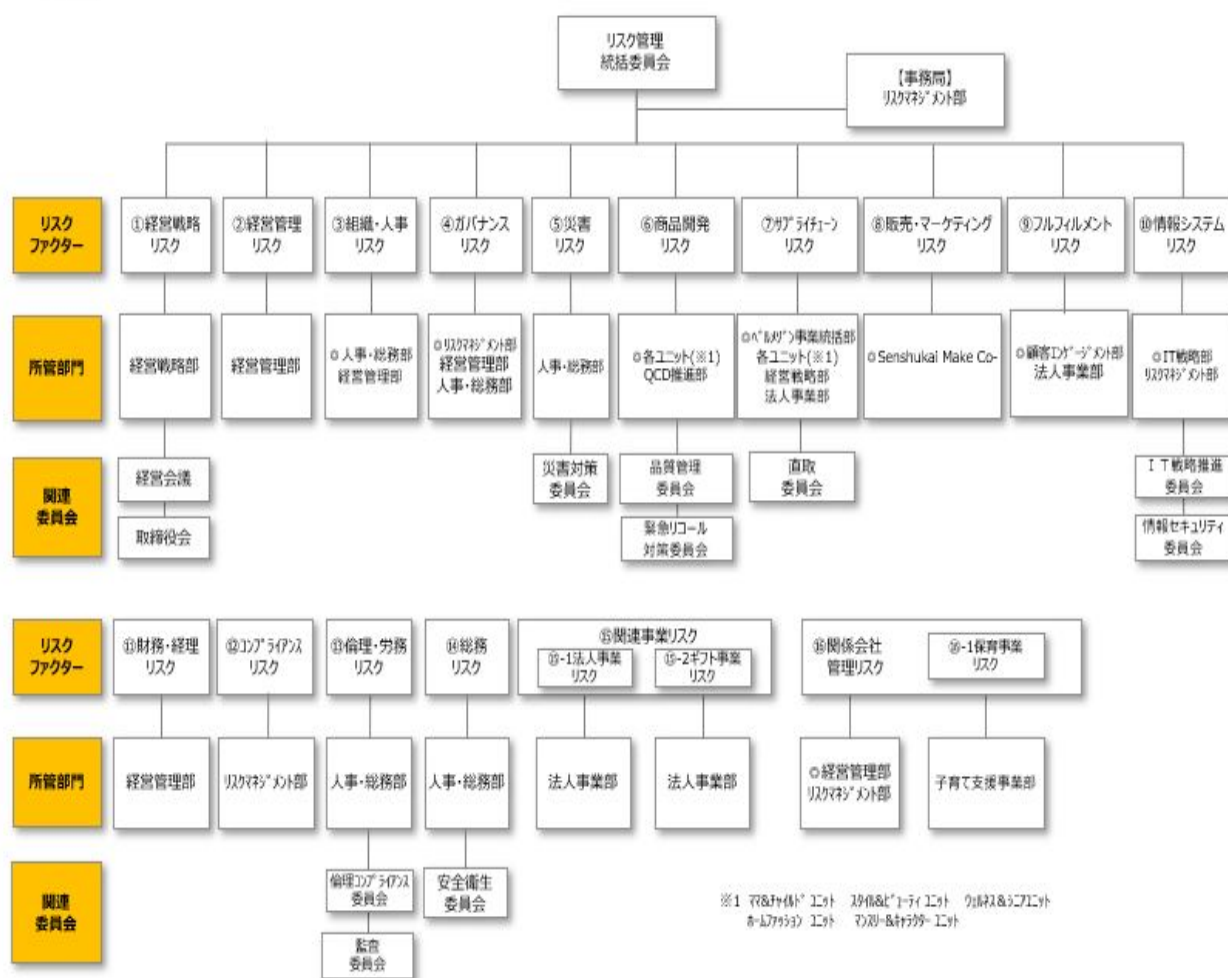 リスク管理
統括委員会
【事務局】
リスクマネジメント部
リスク
ファクター
①経営戦略
リスク
②経営管理
リスク
③組織・人事
リスク
④ガバナンス
リスク
⑤災害
リスク
⑥商品開発
リスク
⑦サプライチェーン
リスク
⑧販売・マーケティング
リスク
⑨フルフィルメント
リスク
⑩情報システム
リスク
所管部門
経営戦略部
経営管理部
◎人事・総務部
経営管理部
◎リスクマネジメント部
経営管理部
人事・総務部
人事・総務部
◎各ユニット(※1)
QCD推進部
◎ベルメゾン事業統括部
各ユニット(※1)
経営戦略部
法人事業部
◎Senshukai Make Co-
◎顧客エンゲージメント部
法人事業部
◎IT戦略部
リスクマネジメント部
関連
委員会
経営会議
取締役会
災害対策
委員会
品質管理
委員会
緊急リコール
対策委員会
直取
委員会
IT戦略推進
委員会
情報セキュリティ
委員会
リスク
ファクター
⑪財務・経理
リスク
⑫コンプライアンス
リスク
⑬倫理・労務
リスク
⑭総務
リスク
⑮関連事業リスク
⑮-1法人事業
リスク
⑮-2ギフト事業
リスク
⑯関係会社
管理リスク
⑯-1保育事業
リスク
所管部門
経営管理部
リスクマネジメント部
人事・総務部
人事・総務部
法人事業部
法人事業部
◎経営管理部
リスクマネジメント部
子育て支援事業部
関連
委員会
倫理コンプライアンス
委員会
監査
委員会
安全衛生
委員会
※1 ママ&チャイルド ユニット スタイル&ビューティ ユニット ウェルネス&シニアユニット
ホームファッション ユニット マンスリー&キャラクター ユニット